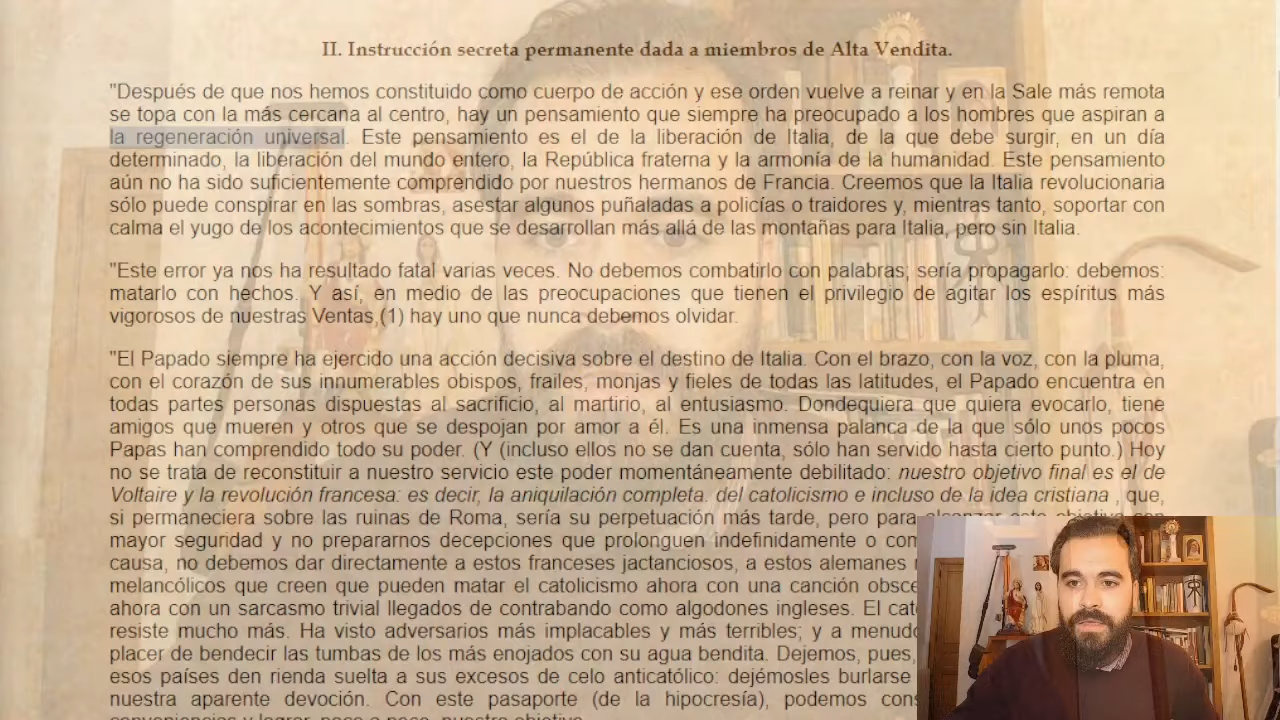 II. Instrucción secreta permanente dada a miembros de Alta Vendita.
"Después de que nos hemos constituido como cuerpo de acción y ese orden vuelve a reinar y en la Sale más remota
se topa con la más cercana al centro, hay un pensamiento que siempre ha preocupado a los hombres que aspiran a
la regeneración universal. Este pensamiento es el de la liberación de Italia, de la que debe surgir, en un día
determinado, la liberación del mundo entero, la República fraterna y la armonía de la humanidad. Este pensamiento
aún no ha sido suficientemente comprendido por nuestros hermanos de Francia. Creemos que la Italia revolucionaria
sólo puede conspirar en las sombras, asestar algunos puñaladas a policías o traidores y, mientras tanto, soportar con
calma el yugo de los acontecimientos que se desarrollan más allá de las montañas para Italia, pero sin Italia.
"Este error ya nos ha resultado fatal varias veces. No debemos combatirlo con palabras, sería propagarlo: debemos:
matarlo con hechos. Y así, en medio de las preocupaciones que tienen el privilegio de agitar los espíritus más
vigorosos de nuestras Ventas,(1) hay uno que nunca debemos olvidar.
"El Papado siempre ha ejercido una acción decisiva sobre el destino de Italia. Con el brazo, con la voz, con la pluma,
con el corazón de sus innumerables obispos, frailes, monjas y fieles de todas las latitudes, el Papado encuentra en
todas partes personas dispuestas al sacrificio, al martirio, al entusiasmo. Dondequiera que quiera evocarlo, tiene
amigos que mueren y otros que se despojan por amor a él. Es una inmensa palanca de la que sólo unos pocos
Papas han comprendido todo su poder. (Y (incluso ellos no se dan cuenta, sólo han servido hasta cierto punto.) Hoy
no se trata de reconstituir a nuestro servicio este poder momentáneamente debilitado: nuestro objetivo final es el de
Voltaire y la revolución francesa: es decir, la aniquilación completa. del catolicismo e incluso de la idea cristiana , que,
si permaneciera sobre las ruinas de Roma, sería su perpetuación más tarde, pero para alcanzar este objetivo con
mayor seguridad y no prepararnos decepciones que prolonguen indefinidamente o com
causa, no debemos dar directamente a estos franceses jactanciosos, a estos alemanes
melancólicos que creen que pueden matar el catolicismo ahora con una canción obsce
ahora con un sarcasmo trivial llegados de contrabando como algodones ingleses. El cat
resiste mucho más. Ha visto adversarios más implacables y más terribles; y a menudo
placer de bendecir las tumbas de los más enojados con su agua bendita. Dejemos, pues,
esos países den rienda suelta a sus excesos de celo anticatólico: dejémosles burlarse
nuestra aparente devoción. Con este pasaporte (de la hipocresía), podemos cons
conveniencias y lograr, poco a poco, nuestro objetivo.